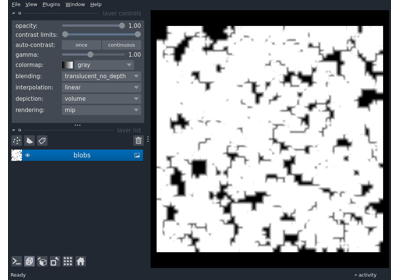 File View Plugins Window Help
layer controls
opacity: 1.00
contrast limits:
auto-contrast: once continuous
gamma: 1.00
colormap: gray
blending: translucent_no_depth
interpolation: linear
depiction: volume
rendering: mip
layer list
blobs
Ready
activity